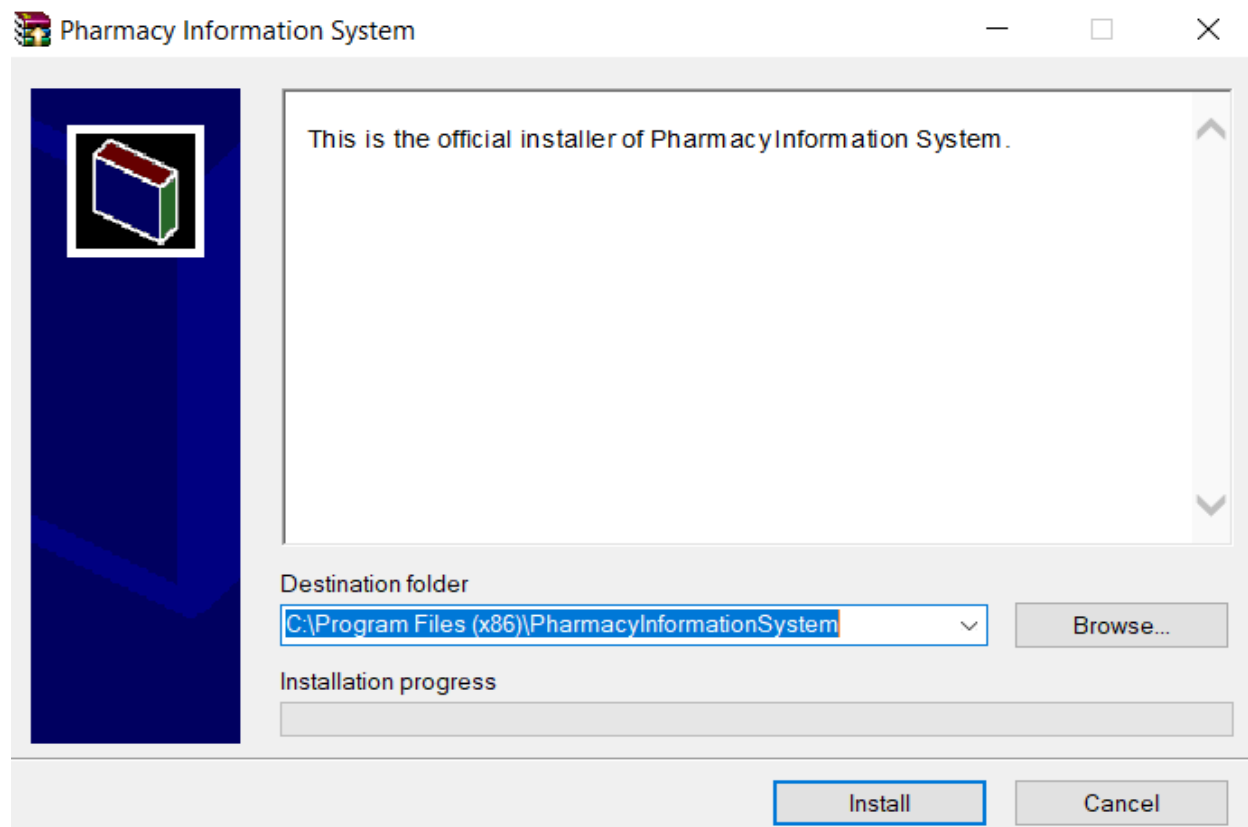 Pharmacy Information System
This is the official installer of PharmacyInformation System.
Destination folder
C:\Program Files (x86)\PharmacyInformationSystem
Browse...
Installation progress
Install
Cancel